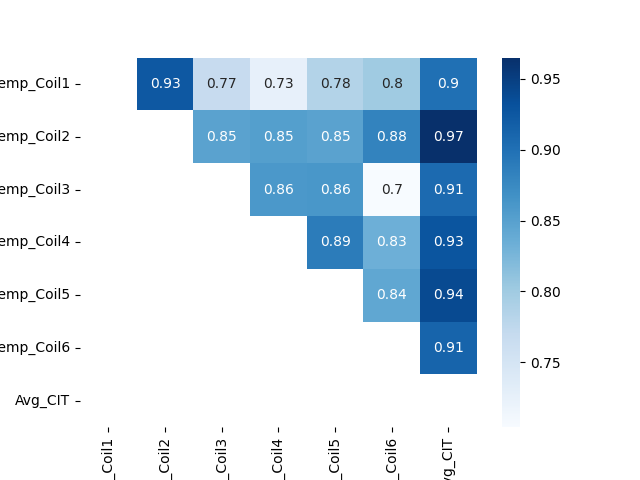 emp_Coil1 0.93 0.77 0.73 0.78 0.8 0.9
emp_Coil2 0.85 0.85 0.85 0.88 0.97
emp_Coil3 0.86 0.86 0.7 0.91
emp_Coil4 0.89 0.83 0.93
emp_Coil5 0.84 0.94
emp_Coil6 0.91
Avg_CIT
_Coil1
_Coil2
_Coil3
_Coil4
_Coil5
_Coil6
vg_CIT
0.95
0.90
0.85
0.80
0.75